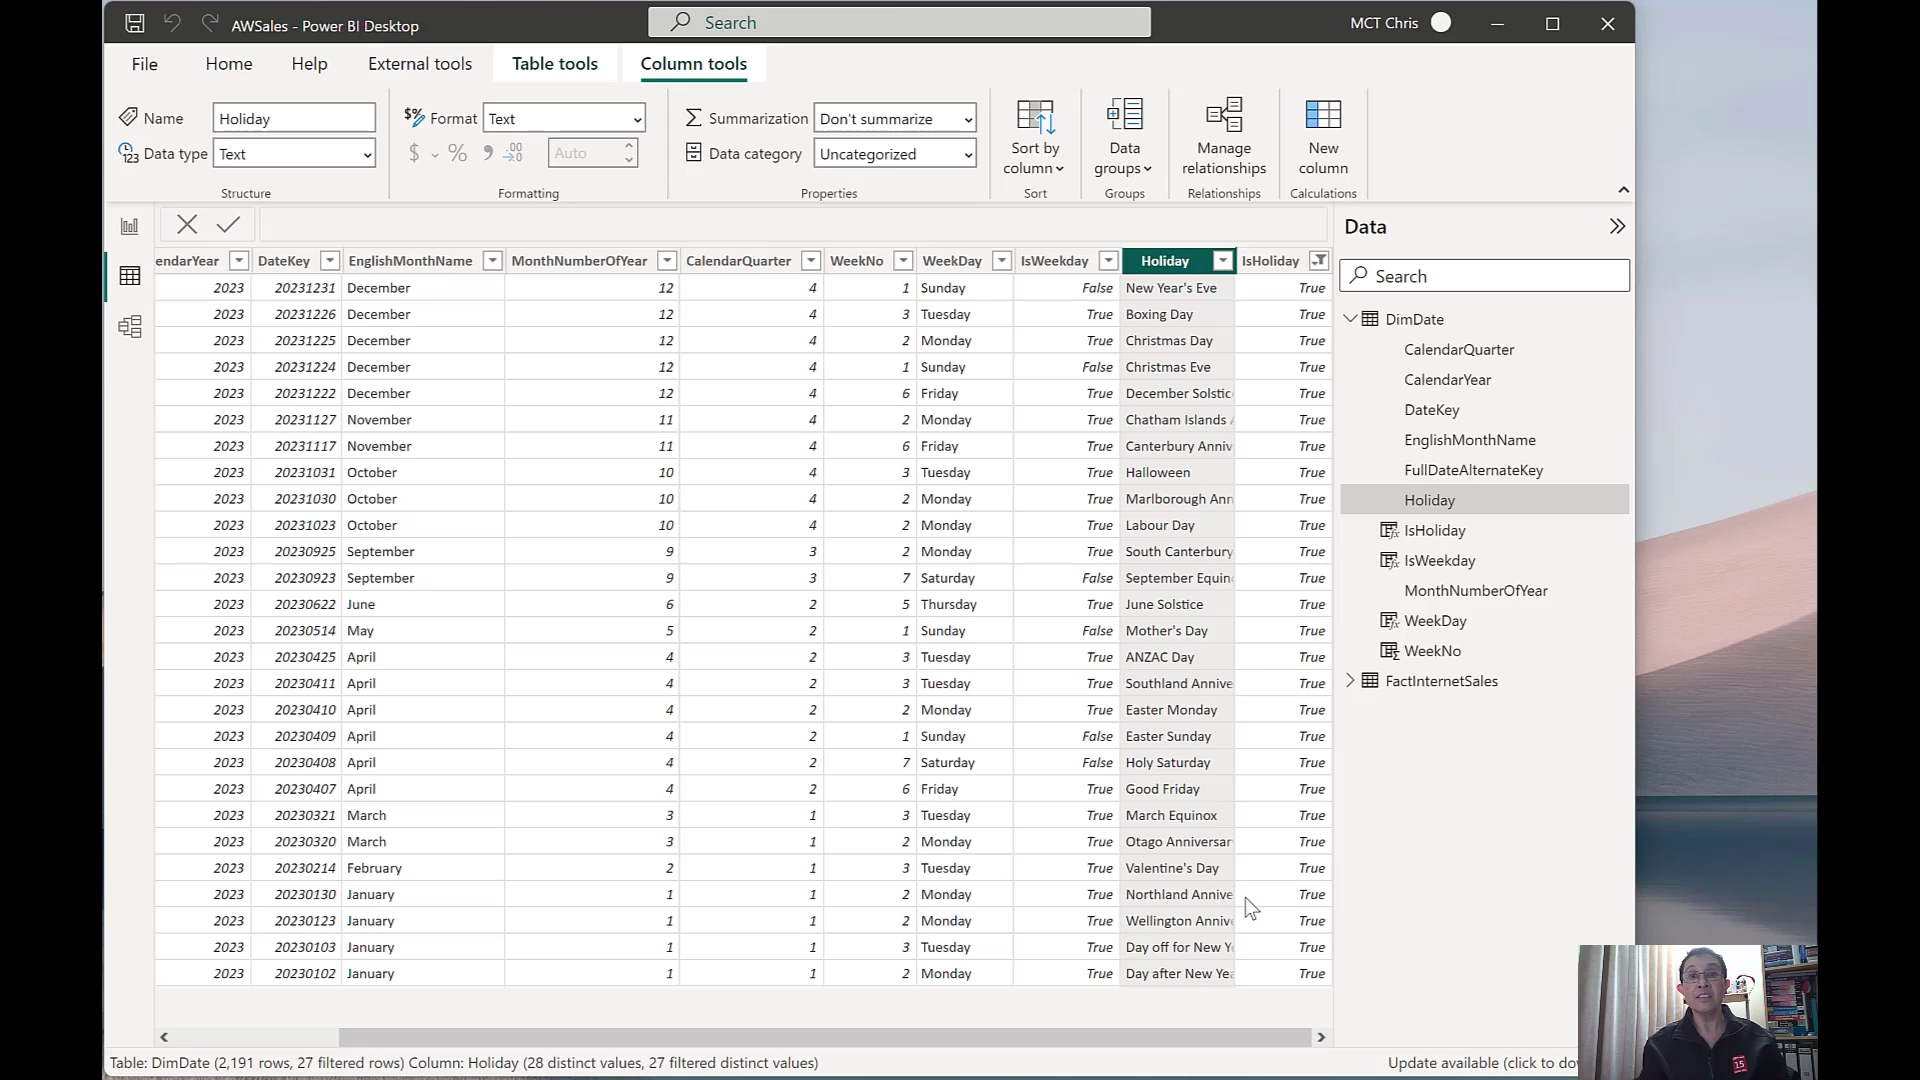 AWSales - Power BI Desktop
Search
MCT Chris
File Home Help External tools Table tools Column tools
Name Holiday
Data type Text
Structure
Format Text
$ % Auto
Formatting
Summarization Don't summarize
Data category Uncategorized
Properties
Sort by column
Sort
Data groups
Groups
Manage relationships
Relationships
New column
Calculations
endarYear DateKey EnglishMonthName MonthNumberOfYear CalendarQuarter WeekNo WeekDay IsWeekday Holiday IsHoliday
2023 20231231 December 12 4 1 Sunday False New Year's Eve True
2023 20231226 December 12 4 3 Tuesday True Boxing Day True
2023 20231225 December 12 4 2 Monday True Christmas Day True
2023 20231224 December 12 4 1 Sunday False Christmas Eve True
2023 20231222 December 12 4 6 Friday True December Solstic True
2023 20231127 November 11 4 2 Monday True Chatham Islands True
2023 20231117 November 11 4 6 Friday True Canterbury Anniv True
2023 20231031 October 10 4 3 Tuesday True Halloween True
2023 20231030 October 10 4 2 Monday True Marlborough Ann True
2023 20231023 October 10 4 2 Monday True Labour Day True
2023 20230925 September 9 3 2 Monday True South Canterbury True
2023 20230923 September 9 3 7 Saturday False September Equin True
2023 20230622 June 6 2 5 Thursday True June Solstice True
2023 20230514 May 5 2 1 Sunday False Mother's Day True
2023 20230425 April 4 2 3 Tuesday True ANZAC Day True
2023 20230411 April 4 2 3 Tuesday True Southland Annive True
2023 20230410 April 4 2 2 Monday True Easter Monday True
2023 20230409 April 4 2 1 Sunday False Easter Sunday True
2023 20230408 April 4 2 7 Saturday False Holy Saturday True
2023 20230407 April 4 2 6 Friday True Good Friday True
2023 20230321 March 3 1 3 Tuesday True March Equinox True
2023 20230320 March 3 1 2 Monday True Otago Anniversar True
2023 20230214 February 2 1 3 Tuesday True Valentine's Day True
2023 20230130 January 1 1 2 Monday True Northland Annive True
2023 20230123 January 1 1 2 Monday True Wellington Anniv True
2023 20230103 January 1 1 3 Tuesday True Day off for New Y True
2023 20230102 January 1 1 2 Monday True Day after New Yea True
Data
Search
DimDate
CalendarQuarter
CalendarYear
DateKey
EnglishMonthName
FullDateAlternateKey
Holiday
IsHoliday
IsWeekday
MonthNumberOfYear
WeekDay
WeekNo
FactInternetSales
Table: DimDate (2,191 rows, 27 filtered rows) Column: Holiday (28 distinct values, 27 filtered distinct values)
Update available (click to do
15